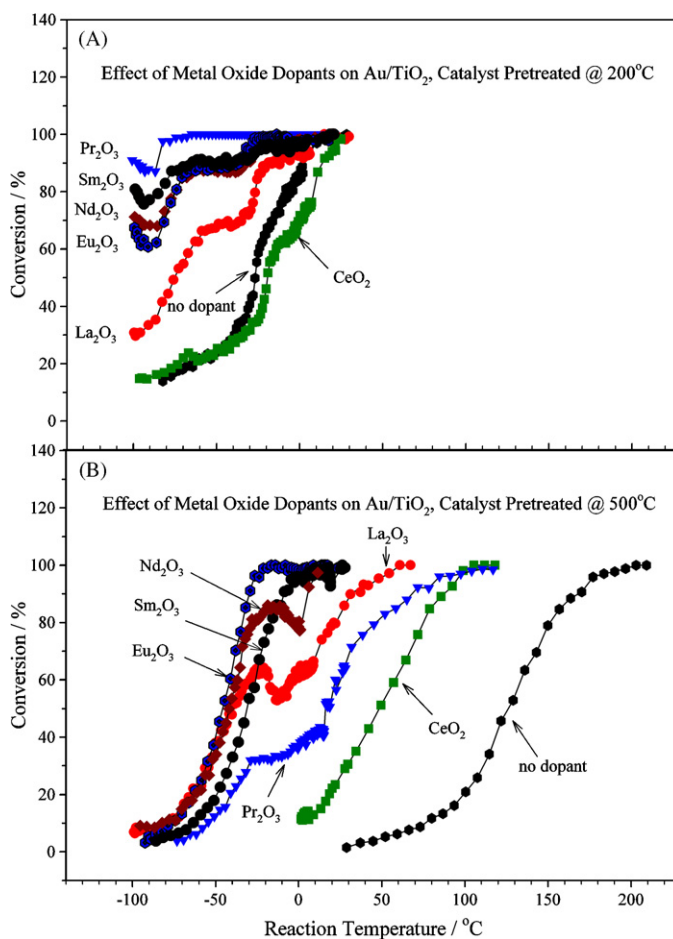 (A)
Effect of Metal Oxide Dopants on Au/TiO₂, Catalyst Pretreated @ 200°C
140
120
100
80
60
40
20
0
Conversion / %
Pr₂O₃
Sm₂O₃
Nd₂O₃
Eu₂O₃
La₂O₃
no dopant
CeO₂
(B)
Effect of Metal Oxide Dopants on Au/TiO₂, Catalyst Pretreated @ 500°C
140
120
100
80
60
40
20
0
Conversion / %
La₂O₃
Nd₂O₃
Sm₂O₃
Eu₂O₃
Pr₂O₃
CeO₂
no dopant
-100 -50 0 50 100 150 200
Reaction Temperature / °C